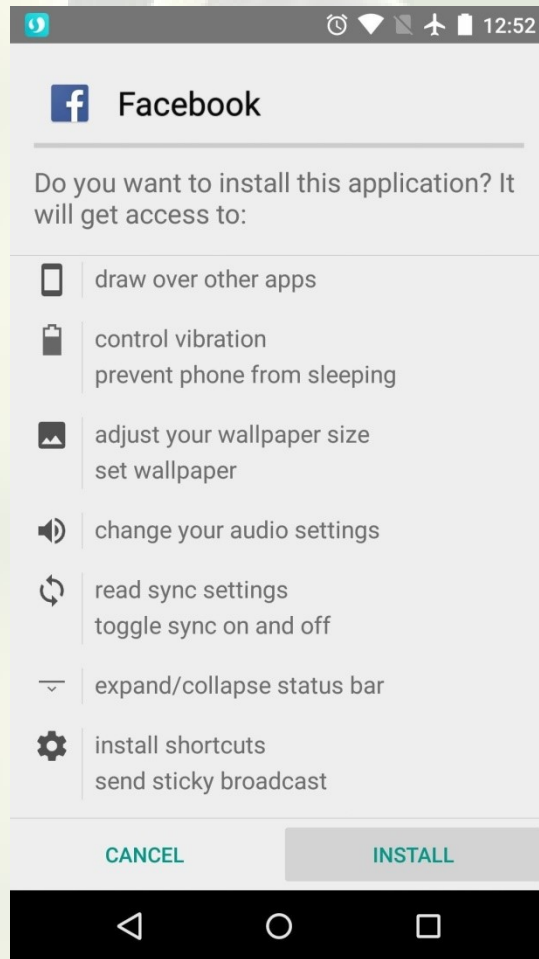 12:52
Facebook
Do you want to install this application? It
will get access to:
draw over other apps
control vibration
prevent phone from sleeping
adjust your wallpaper size
set wallpaper
change your audio settings
read sync settings
toggle sync on and off
expand/collapse status bar
install shortcuts
send sticky broadcast
CANCEL INSTALL